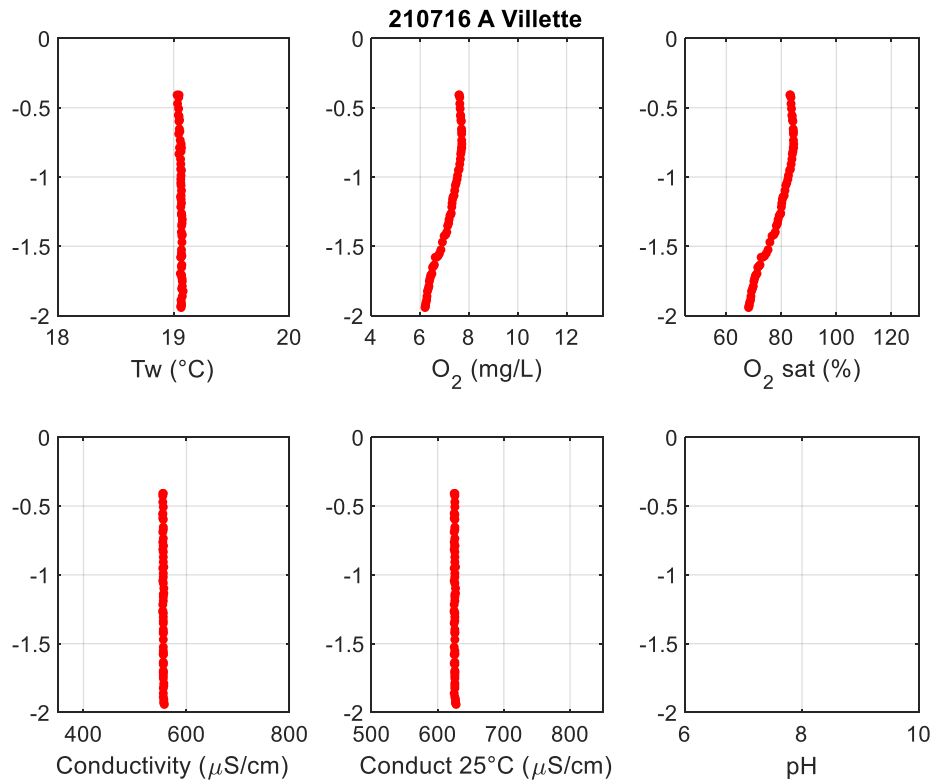 210716 A Villette
0
-0.5
-1
-1.5
-2
18 19 20
Tw (°C)
0
-0.5
-1
-1.5
-2
4 6 8 10 12
O2 (mg/L)
0
-0.5
-1
-1.5
-2
60 80 100 120
O2 sat (%)
0
-0.5
-1
-1.5
-2
400 600 800
Conductivity (μS/cm)
0
-0.5
-1
-1.5
-2
500 600 700 800
Conduct 25°C (μS/cm)
0
-0.5
-1
-1.5
-2
6 8 10
pH